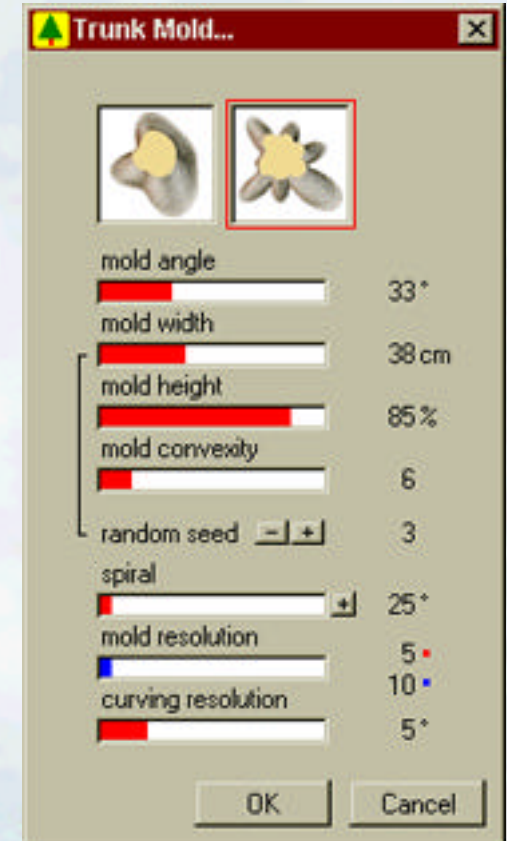 Trunk Mold...
mold angle
33°
mold width
38 cm
mold height
85 %
mold convexity
6
random seed - + 3
spiral
+ 25°
mold resolution
5
10
curving resolution
5°
OK Cancel